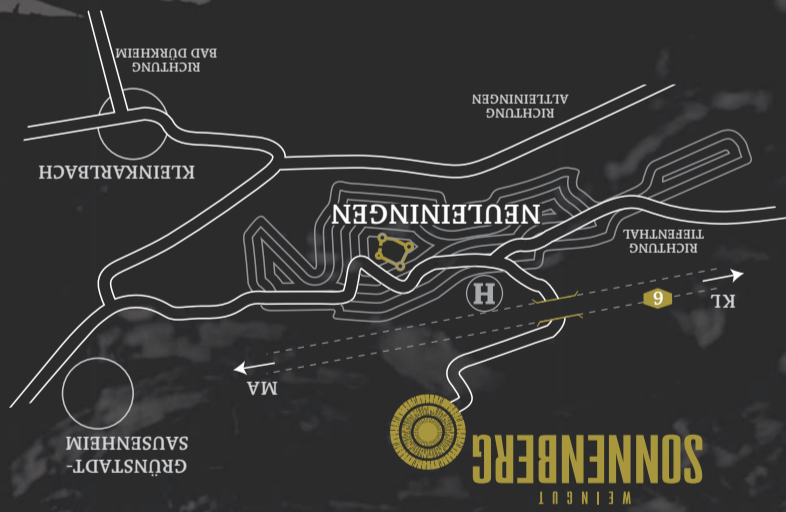 WEINGUT
SONNENBERG
GRÜNSTADT-
SAUSENHEIM
MA
KL
6
H
RICHTUNG
TIEFENTHAL
NEULEININGEN
KLEINKARLBACH
RICHTUNG
ALTLEININGEN
RICHTUNG
BAD DÜRKHEIM